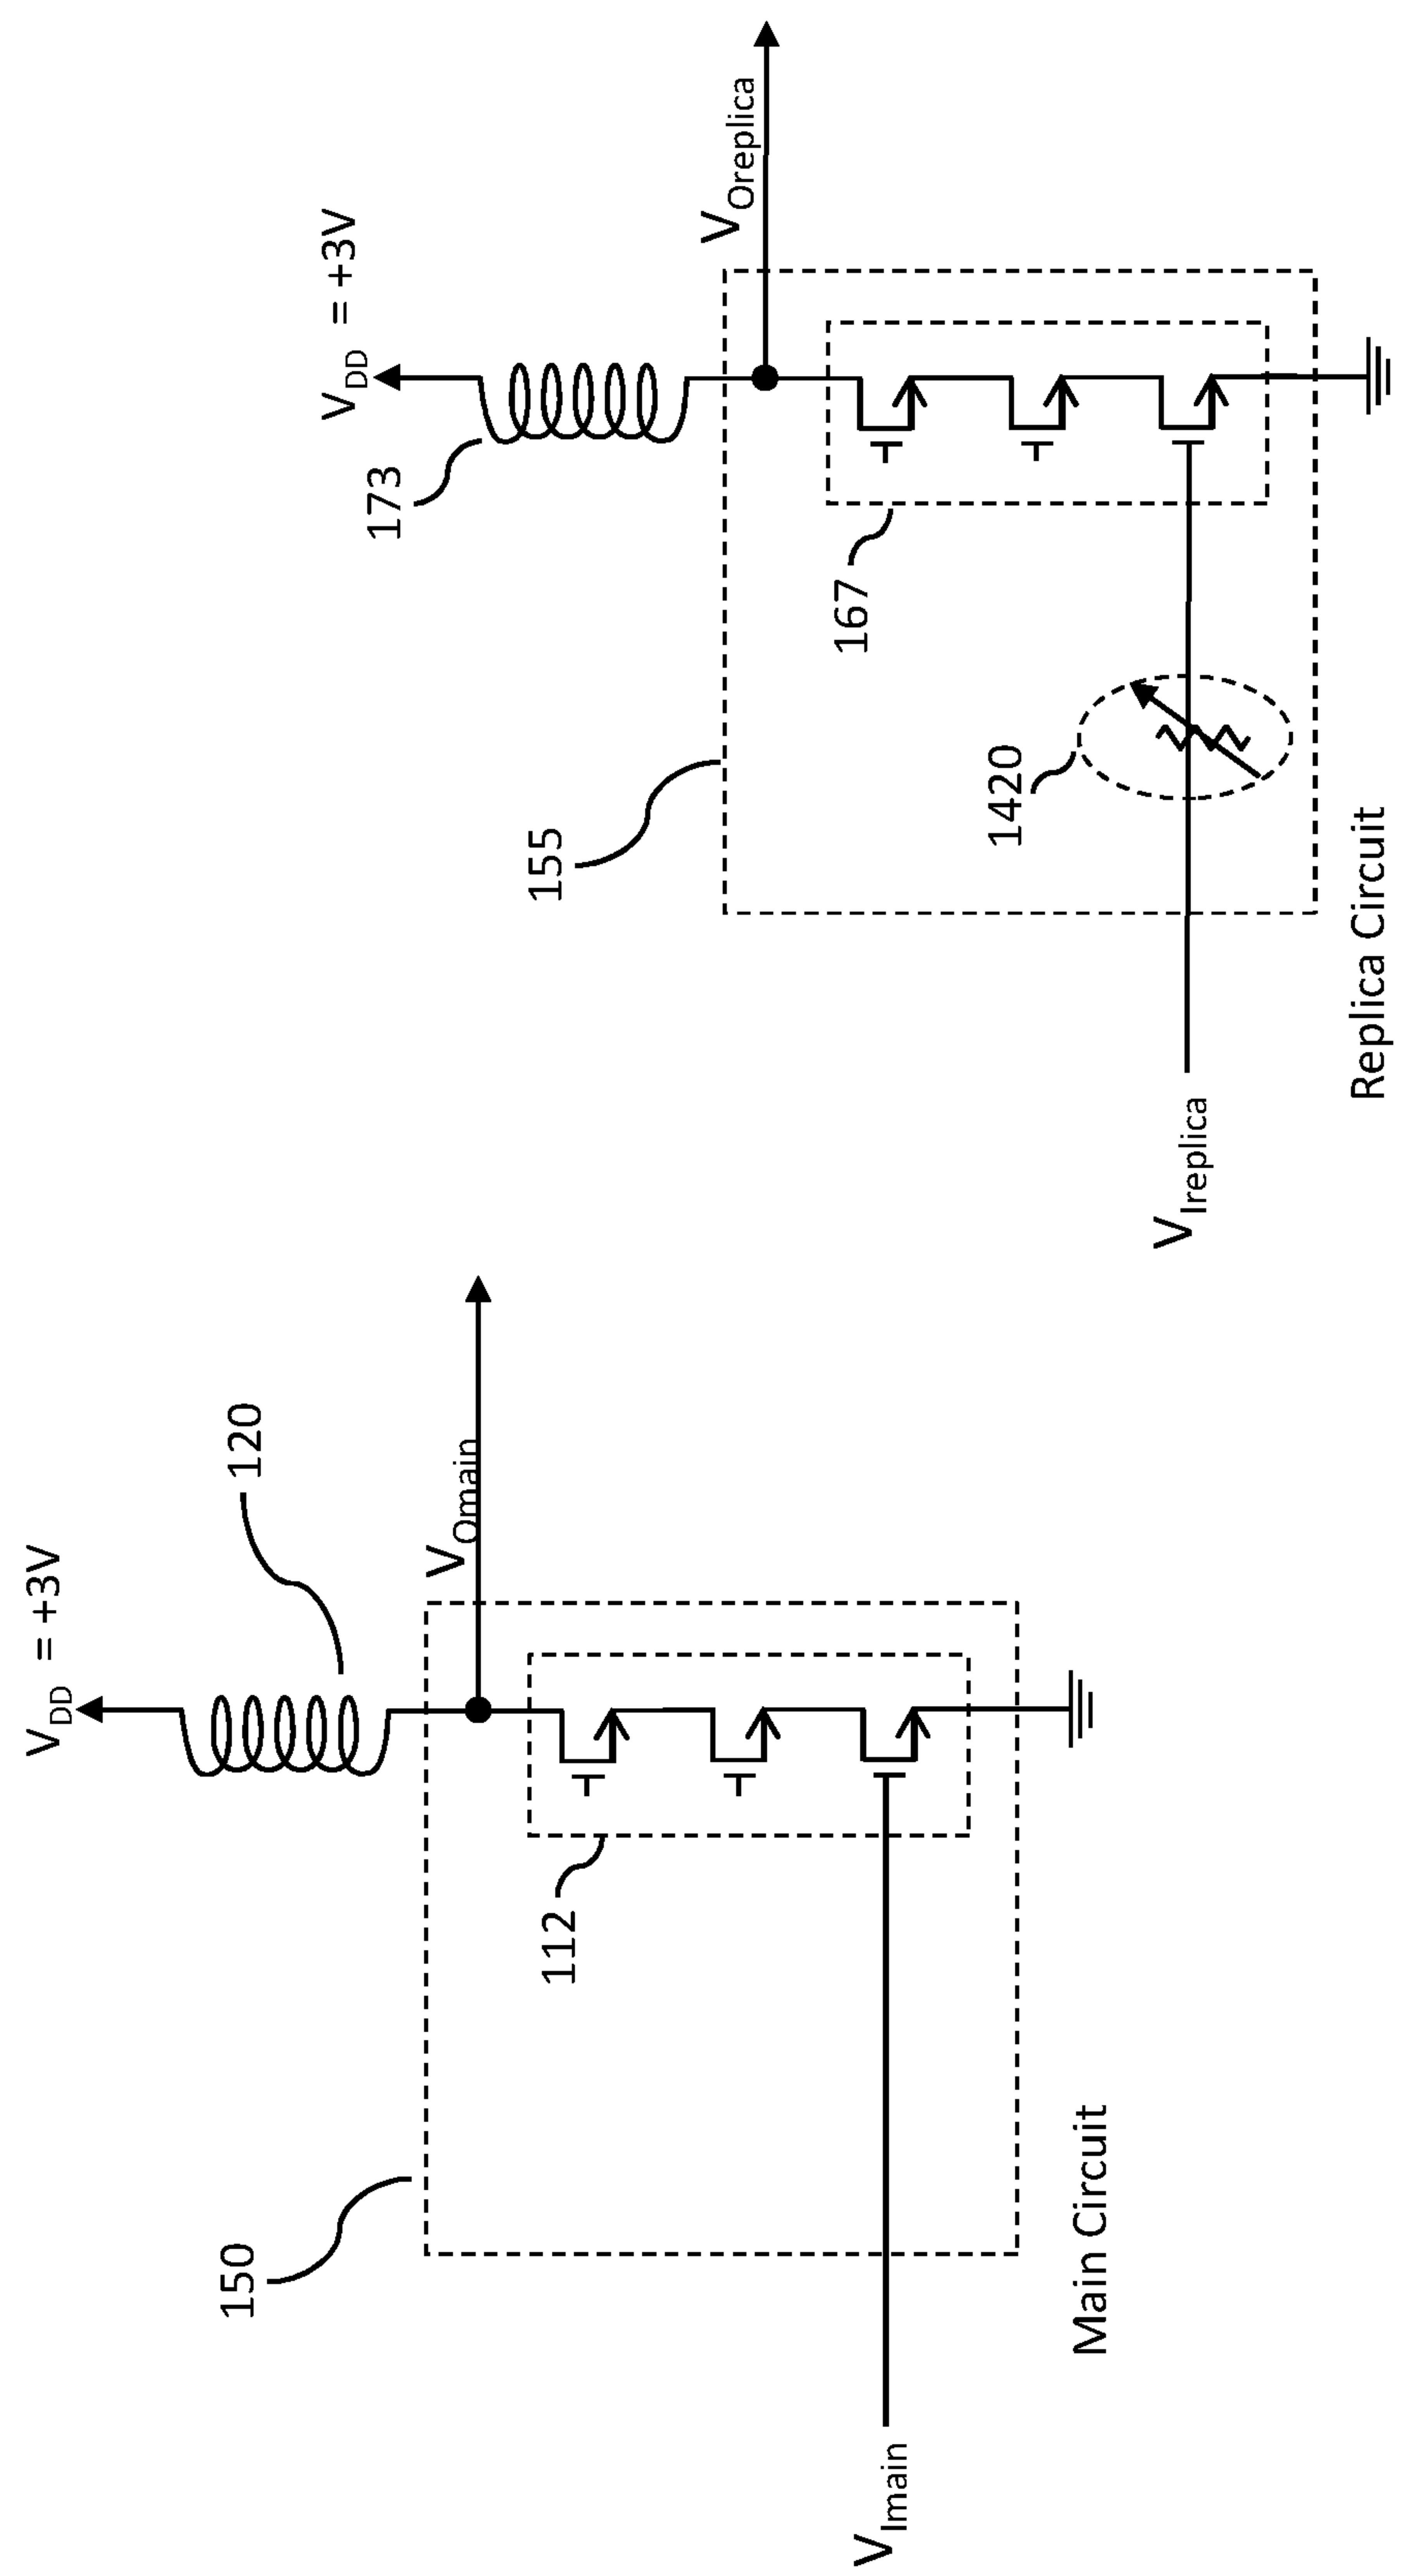 V_DD = +3V
120
V_Omain
150
112
V_Imain
Main Circuit
V_DD = +3V
173
V_Oreplica
155
167
1420
V_Ireplica
Replica Circuit